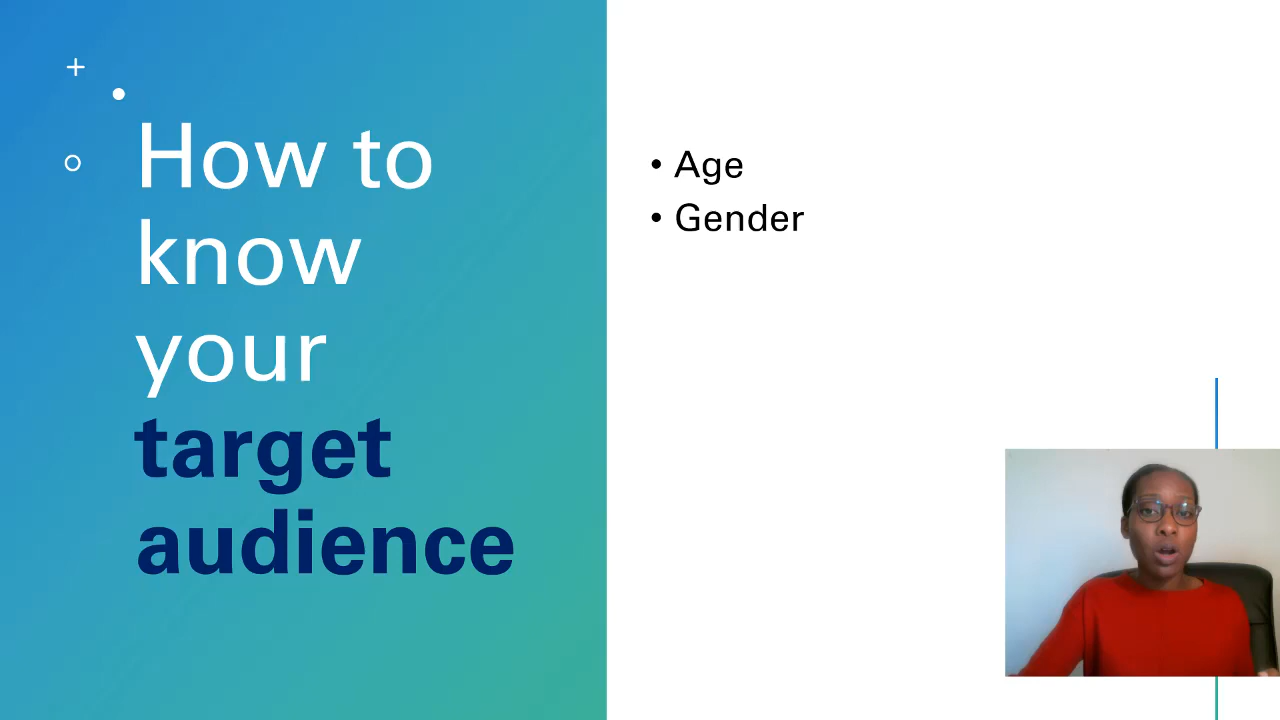 How to
know
your
target
audience
• Age
• Gender